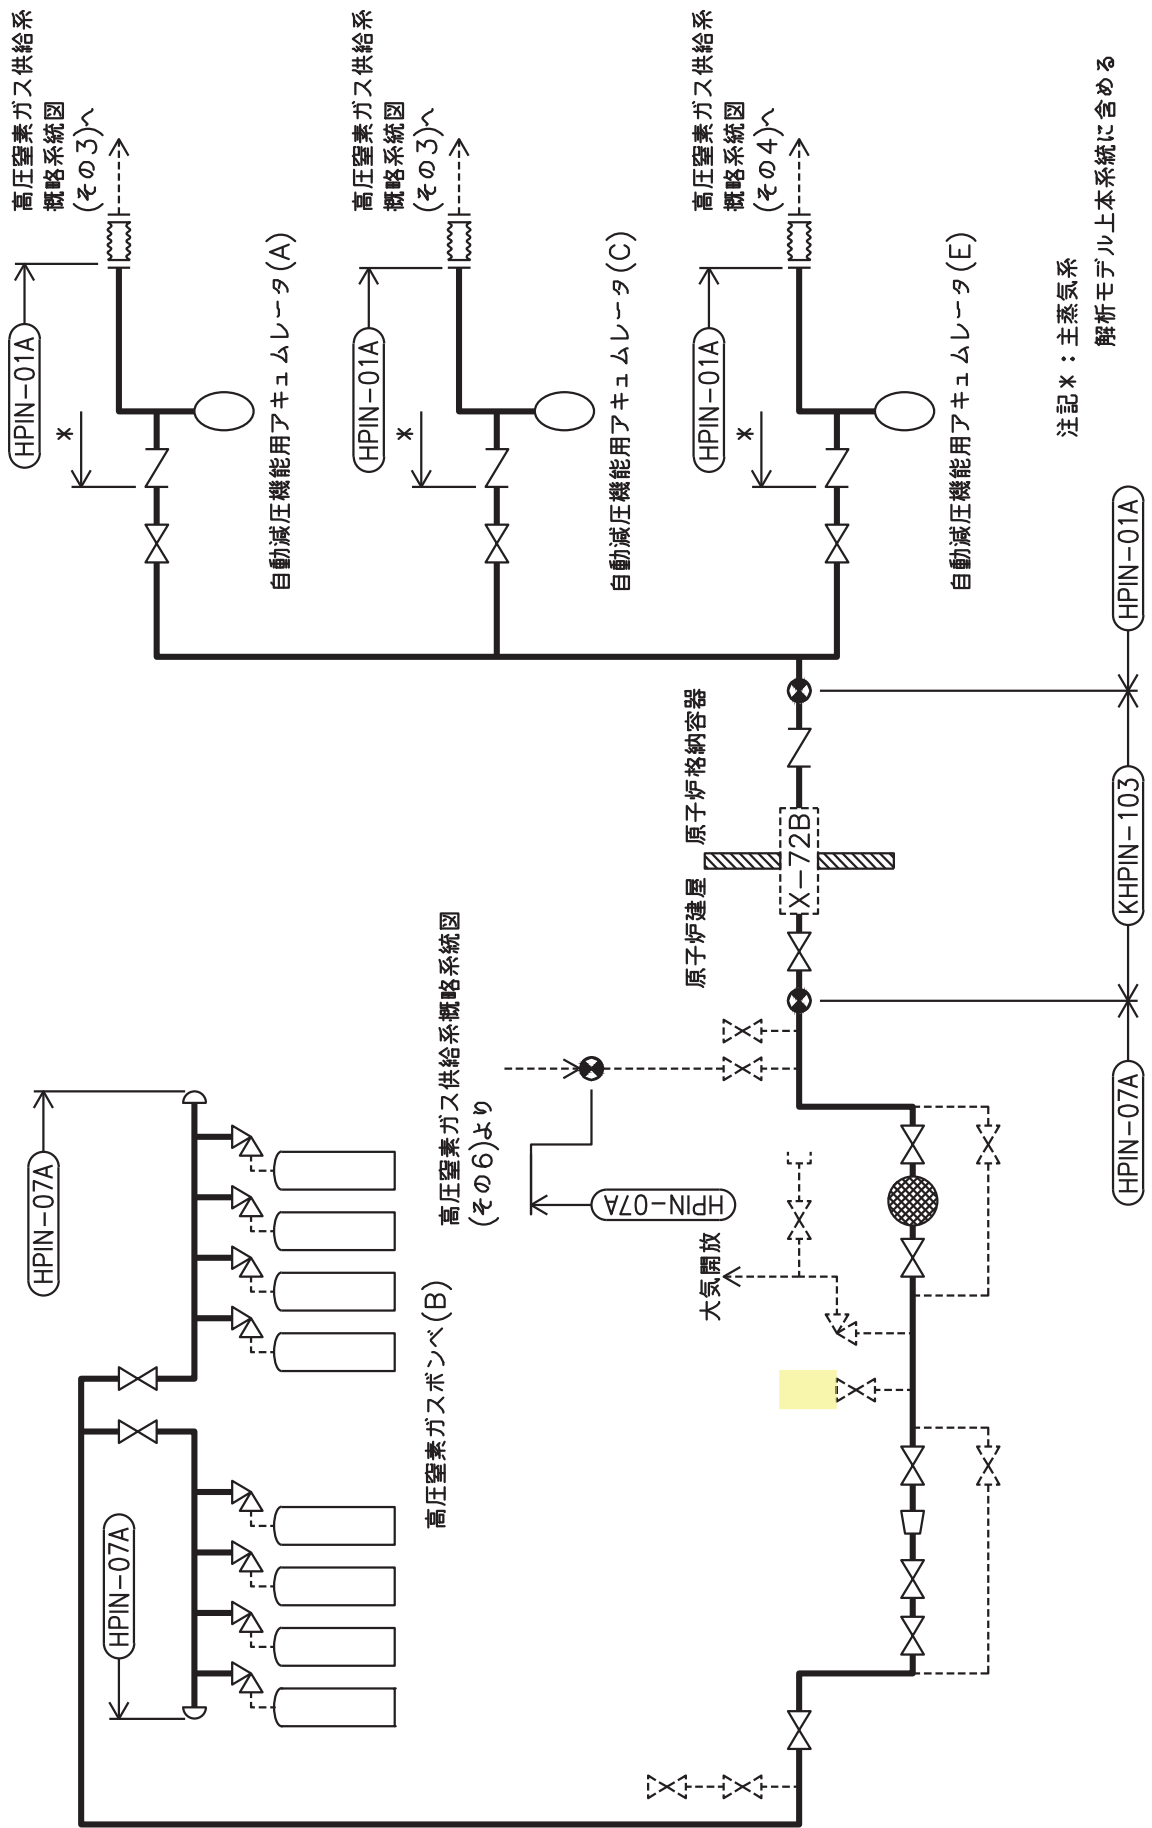 高圧窒素ガス供給系
概略系統図
(その3)へ
HPIN-01A
*
自動減圧機能用アキュムレータ(A)
高圧窒素ガス供給系
概略系統図
(その3)へ
HPIN-01A
*
自動減圧機能用アキュムレータ(C)
高圧窒素ガス供給系
概略系統図
(その4)へ
HPIN-01A
*
自動減圧機能用アキュムレータ(E)
注記*:主蒸気系
解析モデル上本系統に含める
HPIN-07A
HPIN-07A
高圧窒素ガスボンベ(B)
高圧窒素ガス供給系概略系統図
(その6)より
HPIN-07A
大気開放
原子炉建屋
原子炉格納容器
X-72B
HPIN-07A
KHPIN-103
HPIN-01A